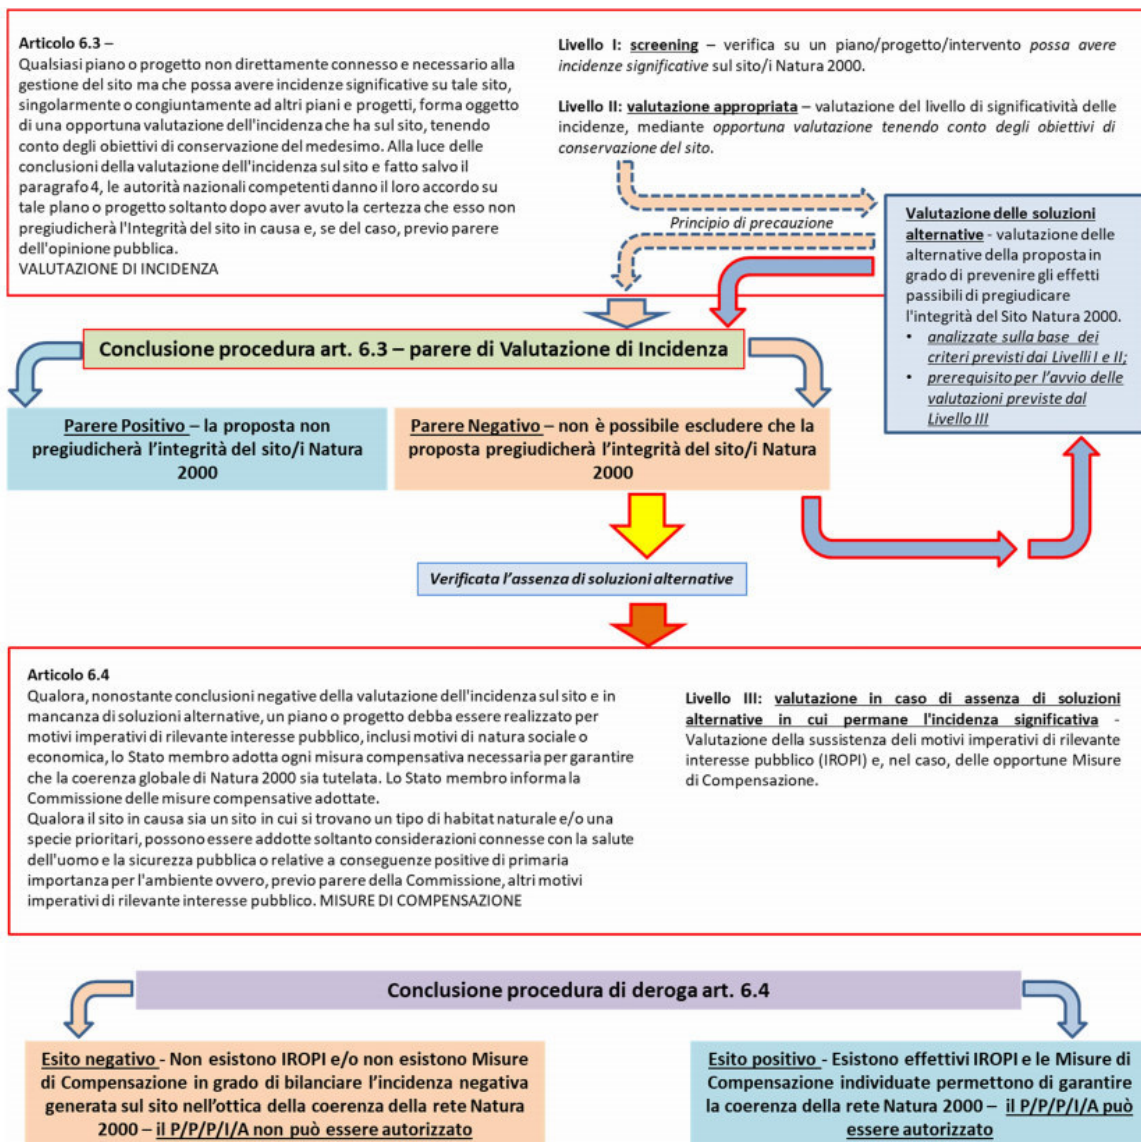 Articolo 6.3 –
Qualsiasi piano o progetto non direttamente connesso e necessario alla
gestione del sito ma che possa avere incidenze significative su tale sito,
singolarmente o congiuntamente ad altri piani e progetti, forma oggetto
di una opportuna valutazione dell'incidenza che ha sul sito, tenendo
conto degli obiettivi di conservazione del medesimo. Alla luce delle
conclusioni della valutazione dell'incidenza sul sito e fatto salvo il
paragrafo 4, le autorità nazionali competenti danno il loro accordo su
tale piano o progetto soltanto dopo aver avuto la certezza che esso non
pregiudicherà l'Integrità del sito in causa e, se del caso, previo parere
dell'opinione pubblica.
VALUTAZIONE DI INCIDENZA
Livello I: screening – verifica su un piano/progetto/intervento possa avere
incidenze significative sul sito/i Natura 2000.
Livello II: valutazione appropriata – valutazione del livello di significatività delle
incidenze, mediante opportuna valutazione tenendo conto degli obiettivi di
conservazione del sito.
Principio di precauzione
Valutazione delle soluzioni
alternative - valutazione delle
alternative della proposta in
grado di prevenire gli effetti
passibili di pregiudicare
l'integrità del Sito Natura 2000.
• analizzate sulla base dei
criteri previsti dai Livelli I e II;
• prerequisito per l'avvio delle
valutazioni previste dal
Livello III
Conclusione procedura art. 6.3 – parere di Valutazione di Incidenza
Parere Positivo – la proposta non
pregiudicherà l'integrità del sito/i Natura
2000
Parere Negativo – non è possibile escludere che la
proposta pregiudicherà l'integrità del sito/i Natura
2000
Verificata l'assenza di soluzioni alternative
Articolo 6.4
Qualora, nonostante conclusioni negative della valutazione dell'incidenza sul sito e in
mancanza di soluzioni alternative, un piano o progetto debba essere realizzato per
motivi imperativi di rilevante interesse pubblico, inclusi motivi di natura sociale o
economica, lo Stato membro adotta ogni misura compensativa necessaria per garantire
che la coerenza globale di Natura 2000 sia tutelata. Lo Stato membro informa la
Commissione delle misure compensative adottate.
Qualora il sito in causa sia un sito in cui si trovano un tipo di habitat naturale e/o una
specie prioritari, possono essere addotte soltanto considerazioni connesse con la salute
dell'uomo e la sicurezza pubblica o relative a conseguenze positive di primaria
importanza per l'ambiente ovvero, previo parere della Commissione, altri motivi
imperativi di rilevante interesse pubblico. MISURE DI COMPENSAZIONE
Livello III: valutazione in caso di assenza di soluzioni
alternative in cui permane l'incidenza significativa -
Valutazione della sussistenza deli motivi imperativi di rilevante
interesse pubblico (IROPI) e, nel caso, delle opportune Misure
di Compensazione.
Conclusione procedura di deroga art. 6.4
Esito negativo - Non esistono IROPI e/o non esistono Misure
di Compensazione in grado di bilanciare l'incidenza negativa
generata sul sito nell'ottica della coerenza della rete Natura
2000 – il P/P/P/I/A non può essere autorizzato
Esito positivo - Esistono effettivi IROPI e le Misure di
Compensazione individuate permettono di garantire
la coerenza della rete Natura 2000 – il P/P/P/I/A può
essere autorizzato